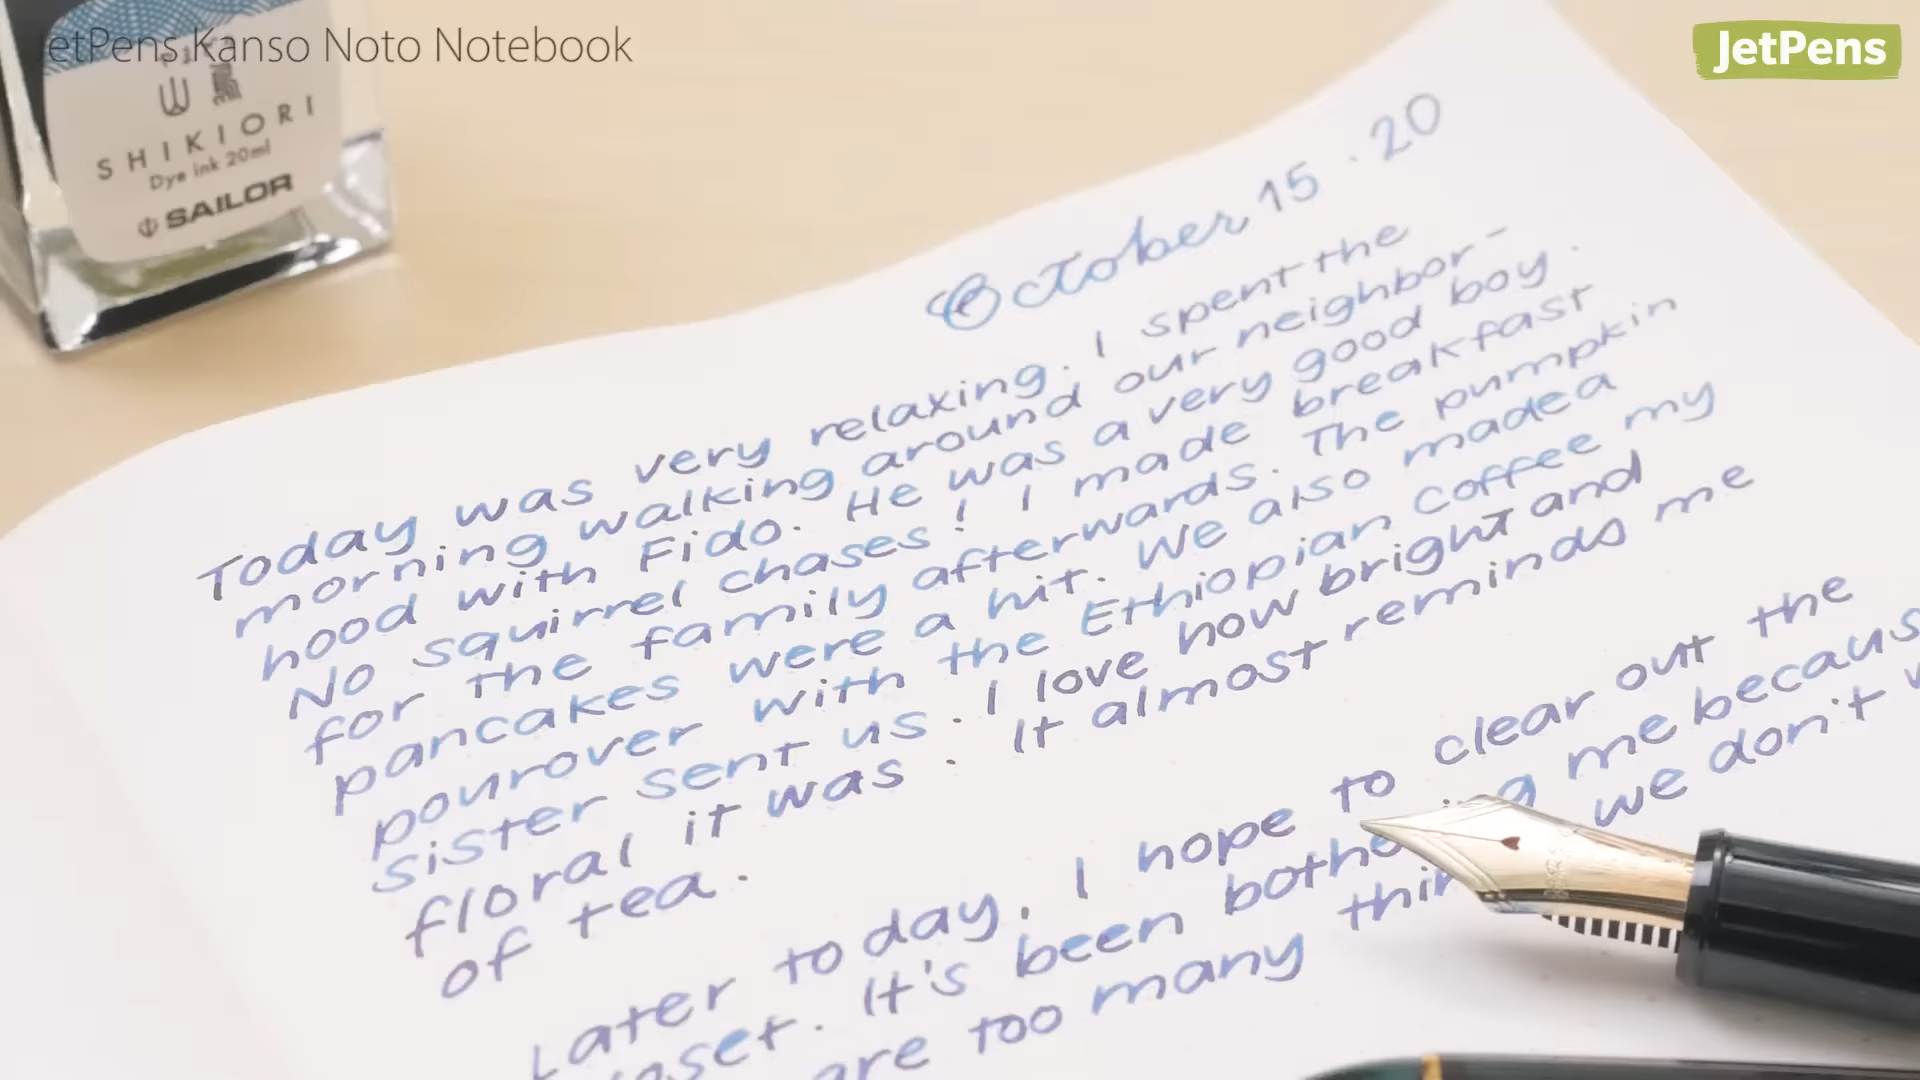 JetPens Kanso Noto Notebook
JetPens
山鳥
SHIKIORI
Dye ink 20ml
SAILOR
October 15.20
Today was very relaxing. I spent the
morning walking around our neighbor-
hood with Fido. He was a very good boy.
No squirrel chases! I made breakfast
for the family afterwards. The pumpkin
pancakes were a hit. We also made a
pourover with the Ethiopian coffee my
sister sent us. I love how bright and
floral it was. It almost reminds me
of tea.
Later today, I hope to clear out the
It's been me because
are too many we don't